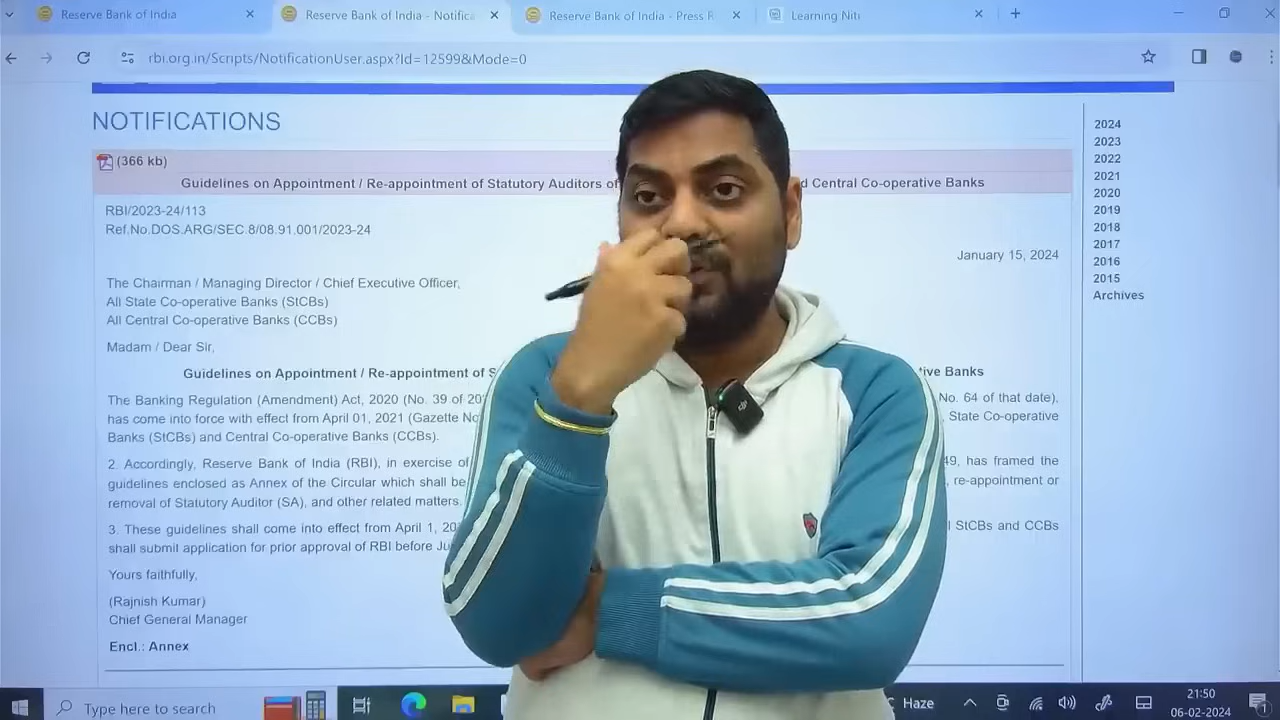 Reserve Bank of India
Reserve Bank of India - Notifica
Reserve Bank of India - Press R
Learning Niti
rbi.org.in/Scripts/NotificationUser.aspx?Id=12599&Mode=0
NOTIFICATIONS
(366 kb)
Guidelines on Appointment / Re-appointment of Statutory Auditors of d Central Co-operative Banks
RBI/2023-24/113
Ref.No.DOS.ARG/SEC.8/08.91.001/2023-24
January 15, 2024
The Chairman / Managing Director / Chief Executive Officer,
All State Co-operative Banks (StCBs)
All Central Co-operative Banks (CCBs)
Madam / Dear Sir,
Guidelines on Appointment / Re-appointment of S tive Banks
The Banking Regulation (Amendment) Act, 2020 (No. 39 of 20 No. 64 of that date),
has come into force with effect from April 01, 2021 (Gazette No State Co-operative
Banks (StCBs) and Central Co-operative Banks (CCBs).
2. Accordingly, Reserve Bank of India (RBI), in exercise of 49, has framed the
guidelines enclosed as Annex of the Circular which shall be , re-appointment or
removal of Statutory Auditor (SA), and other related matters.
3. These guidelines shall come into effect from April 1, 20 l StCBs and CCBs
shall submit application for prior approval of RBI before Ju
Yours faithfully,
(Rajnish Kumar)
Chief General Manager
Encl.: Annex
2024
2023
2022
2021
2020
2019
2018
2017
2016
2015
Archives
Type here to search
Haze
21:50
06-02-2024